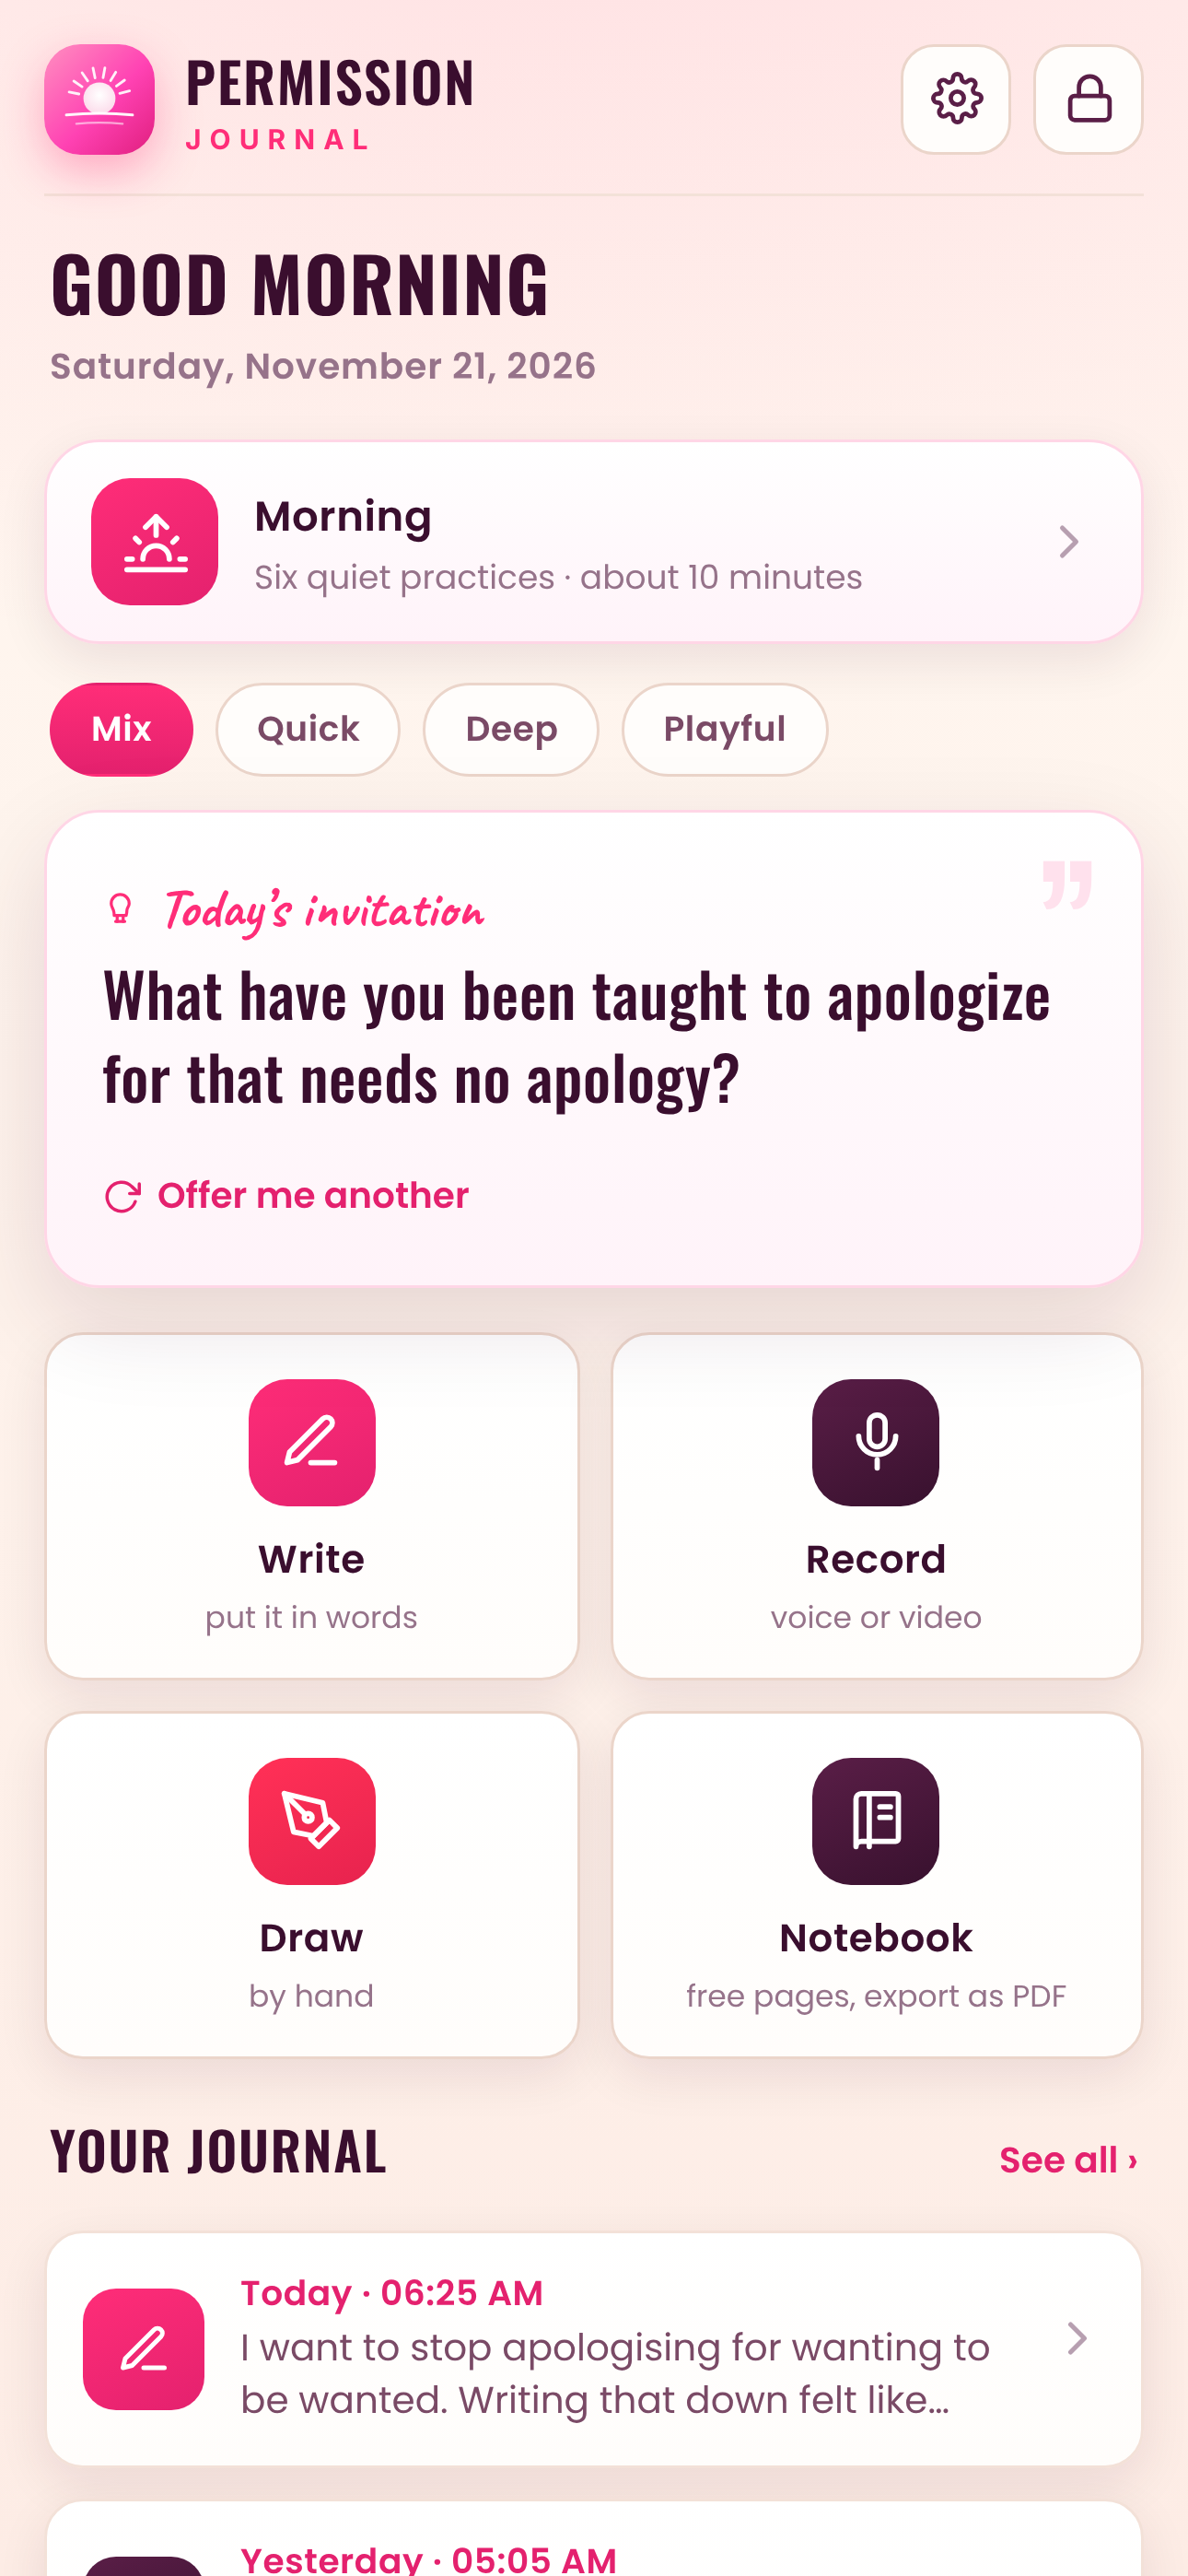 PERMISSION
JOURNAL
GOOD MORNING
Saturday, November 21, 2026
Morning
Six quiet practices · about 10 minutes
Mix
Quick
Deep
Playful
”
Today’s invitation
What have you been taught to apologize
for that needs no apology?
Offer me another
Write
put it in words
Record
voice or video
Draw
by hand
Notebook
free pages, export as PDF
YOUR JOURNAL
See all ›
Today · 06:25 AM
I want to stop apologising for wanting to
be wanted. Writing that down felt like…
Yesterday · 05:05 AM